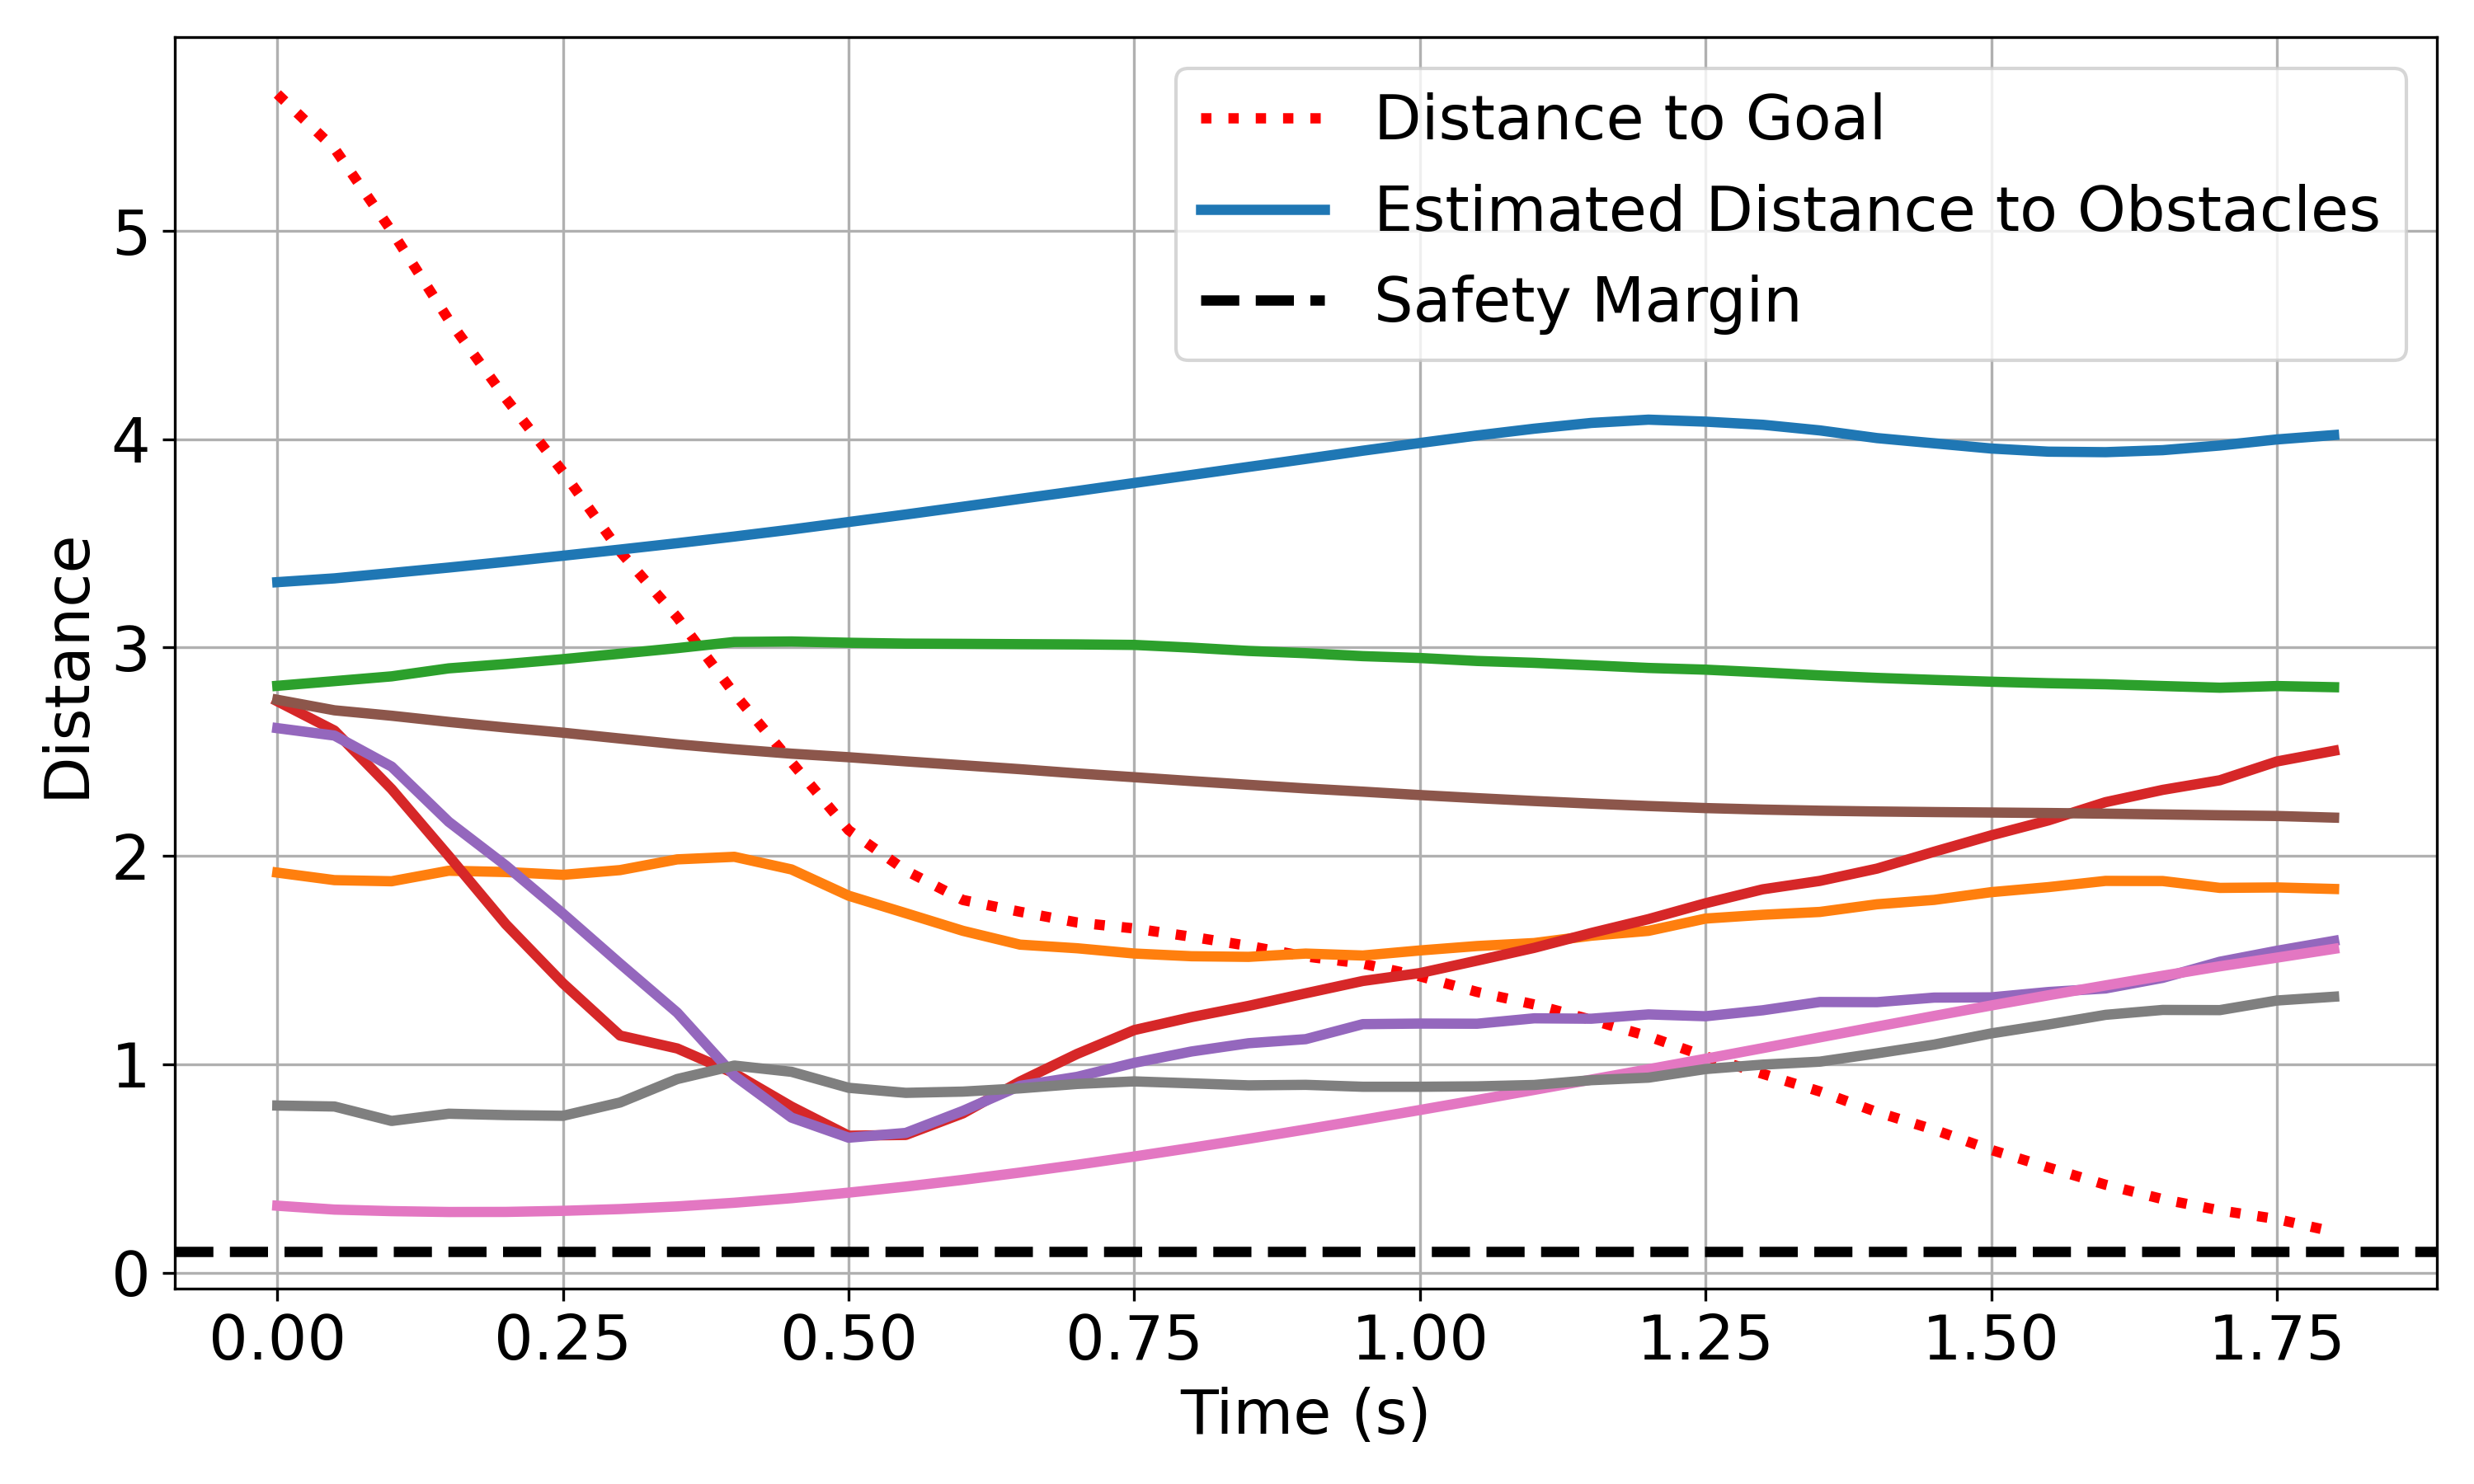 Distance to Goal
Estimated Distance to Obstacles
Safety Margin
5
4
3
2
1
0
Distance
0.00 0.25 0.50 0.75 1.00 1.25 1.50 1.75
Time (s)